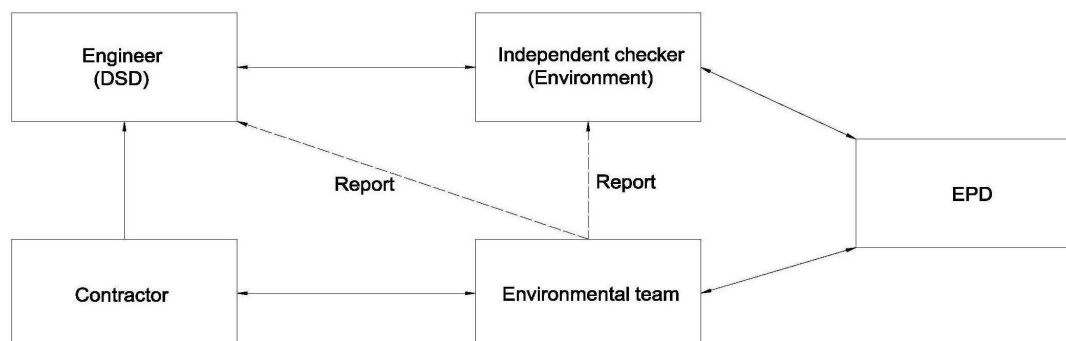 Engineer
(DSD)
Independent checker
(Environment)
Report
Report
EPD
Contractor
Environmental team